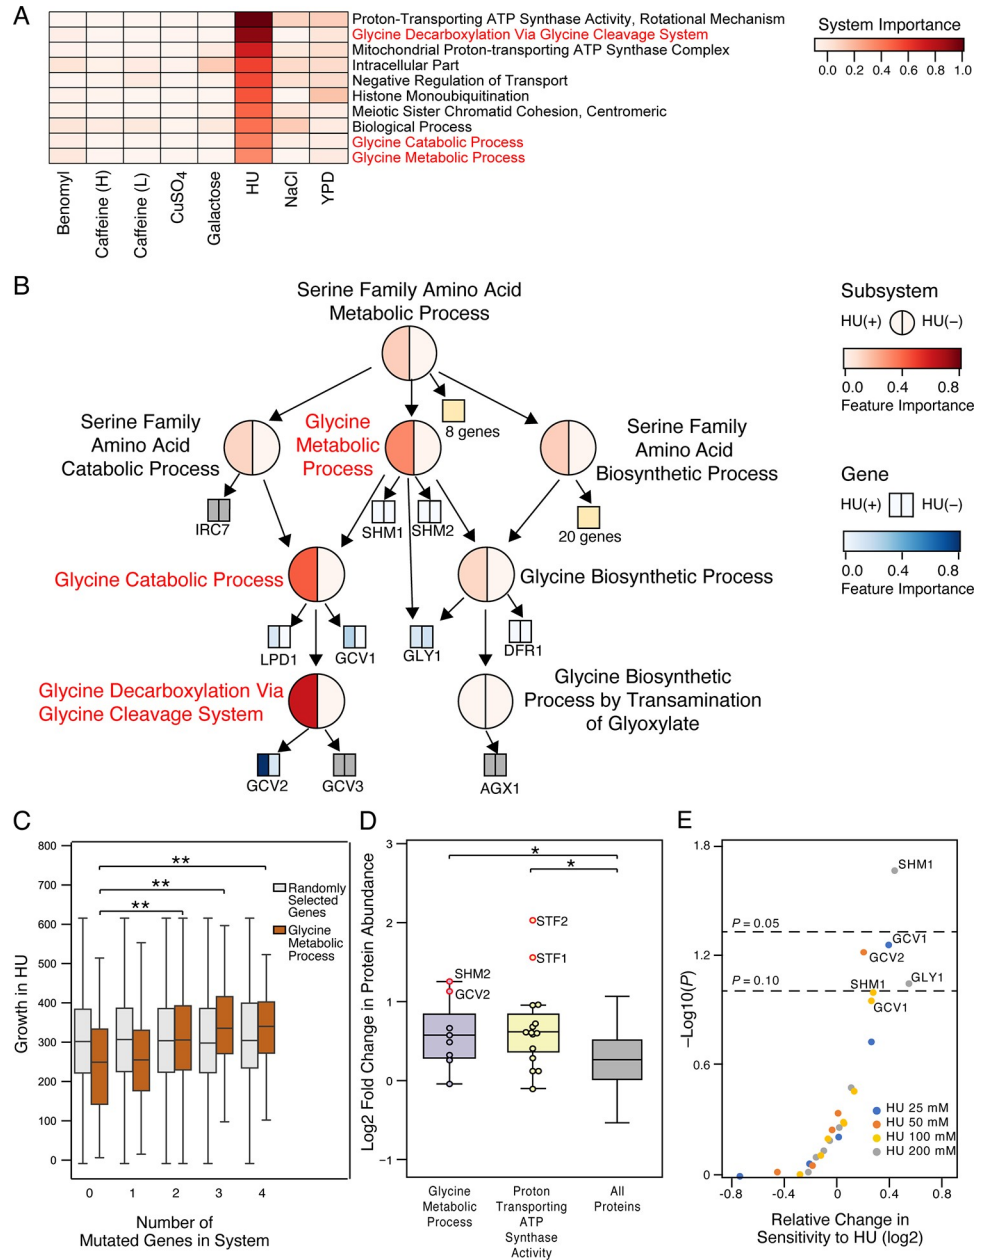 A
Proton-Transporting ATP Synthase Activity, Rotational Mechanism
Glycine Decarboxylation Via Glycine Cleavage System
Mitochondrial Proton-transporting ATP Synthase Complex
Intracellular Part
Negative Regulation of Transport
Histone Monoubiquitination
Meiotic Sister Chromatid Cohesion, Centromeric
Biological Process
Glycine Catabolic Process
Glycine Metabolic Process
Benomyl
Caffeine (H)
Caffeine (L)
CuSO4
Galactose
HU
NaCl
YPD
System Importance
0.0 0.2 0.4 0.6 0.8 1.0
B
Serine Family Amino Acid
Metabolic Process
Serine Family
Amino Acid
Catabolic Process
Glycine
Metabolic
Process
8 genes
Serine Family
Amino Acid
Biosynthetic Process
IRC7
SHM1
SHM2
20 genes
Glycine Catabolic Process
Glycine Biosynthetic Process
LPD1
GCV1
GLY1
DFR1
Glycine Decarboxylation Via
Glycine Cleavage System
Glycine Biosynthetic
Process by Transamination
of Glyoxylate
GCV2
GCV3
AGX1
Subsystem
HU(+) HU(−)
0.0 0.4 0.8
Feature Importance
Gene
HU(+) HU(−)
0.0 0.4 0.8
Feature Importance
C
Growth in HU
800
700
600
500
400
300
200
100
0
**
**
**
Randomly
Selected
Genes
Glycine
Metabolic
Process
0 1 2 3 4
Number of
Mutated Genes in System
D
Log2 Fold Change in Protein Abundance
3
2
1
0
−1
*
*
STF2
STF1
SHM2
GCV2
Glycine
Metabolic
Process
Proton
Transporting
ATP
Synthase
Activity
All
Proteins
E
−Log10(P)
1.8
1.2
0.6
0
SHM1
P = 0.05
GCV1
GCV2
P = 0.10
SHM1
GLY1
GCV1
HU 25 mM
HU 50 mM
HU 100 mM
HU 200 mM
-0.8 -0.4 0 0.4 0.8
Relative Change in
Sensitivity to HU (log2)